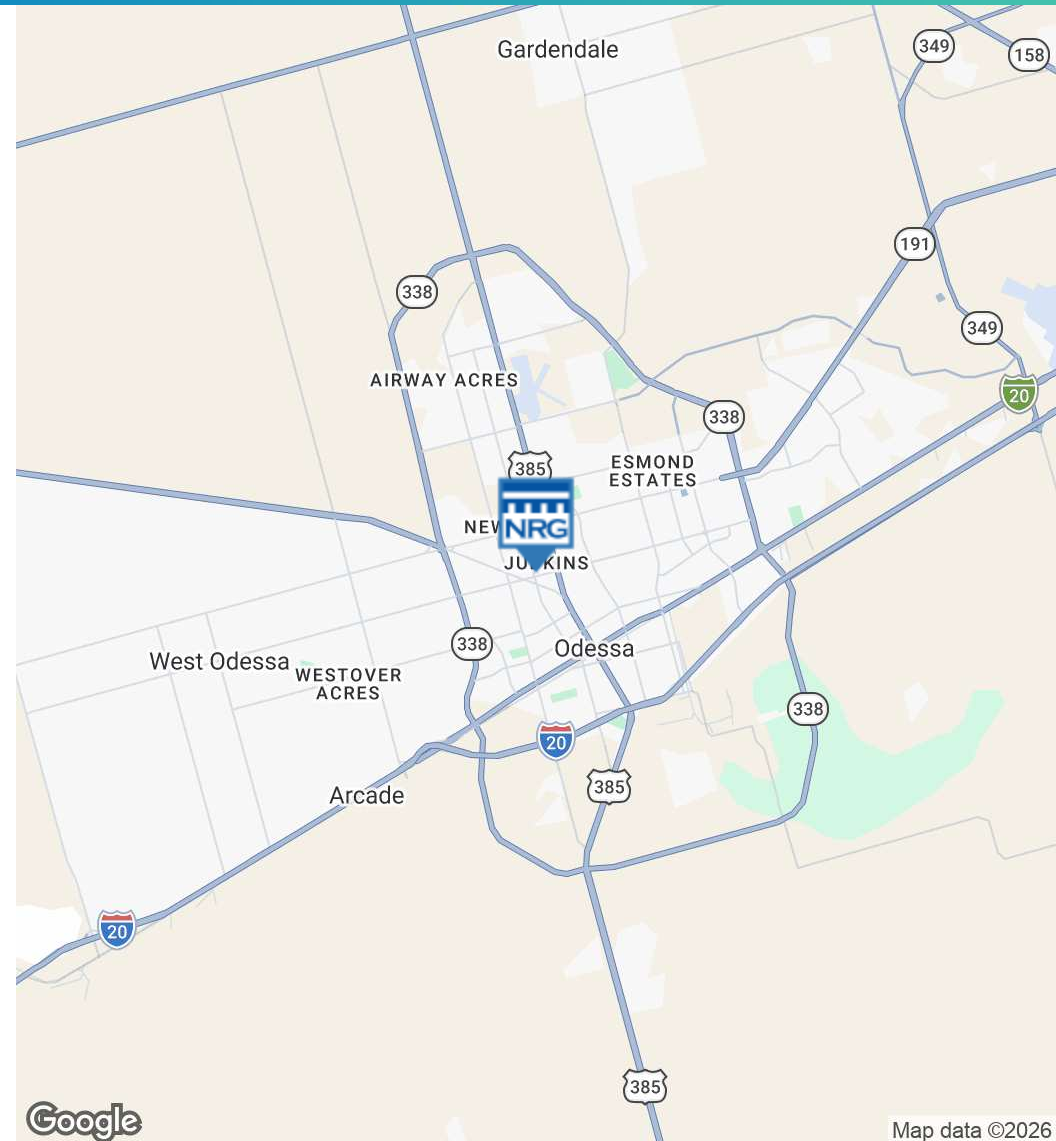 Gardendale
349
158
191
338
349
AIRWAY ACRES
20
338
385
ESMOND
ESTATES
NRG
338
Odessa
West Odessa
WESTOVER
ACRES
338
20
385
Arcade
20
385
Google
Map data ©2026